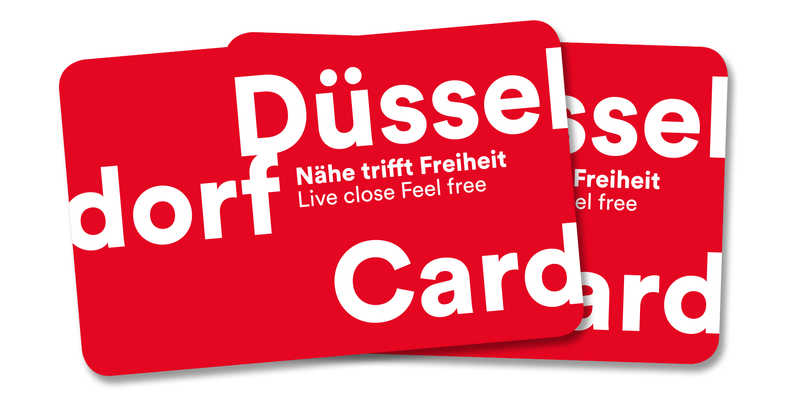 Düssel
dorf
Nähe trifft Freiheit
Live close Feel free
Card
ssel
Freiheit
el free
ard